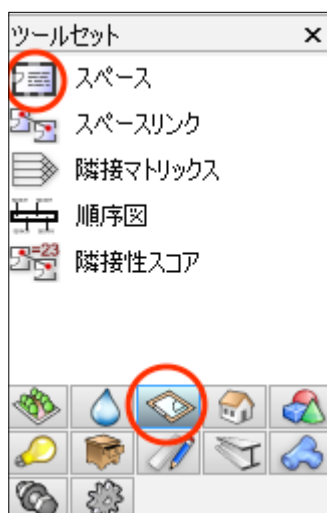 ツールセット ×
スペース
スペースリンク
隣接マトリックス
順序図
=23
隣接性スコア